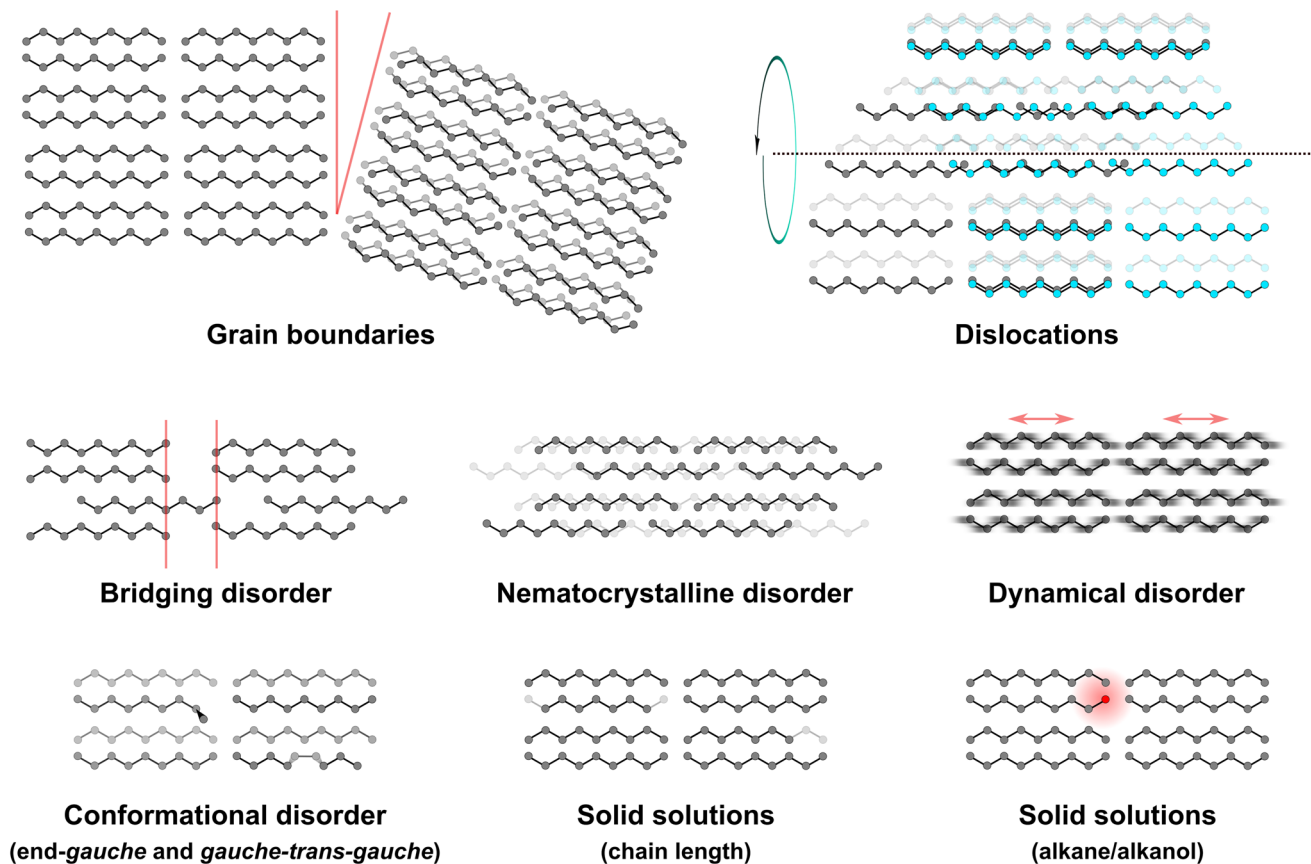 Grain boundaries
Dislocations
Bridging disorder
Nematocrystalline disorder
Dynamical disorder
Conformational disorder
(end-gauche and gauche-trans-gauche)
Solid solutions
(chain length)
Solid solutions
(alkane/alkanol)